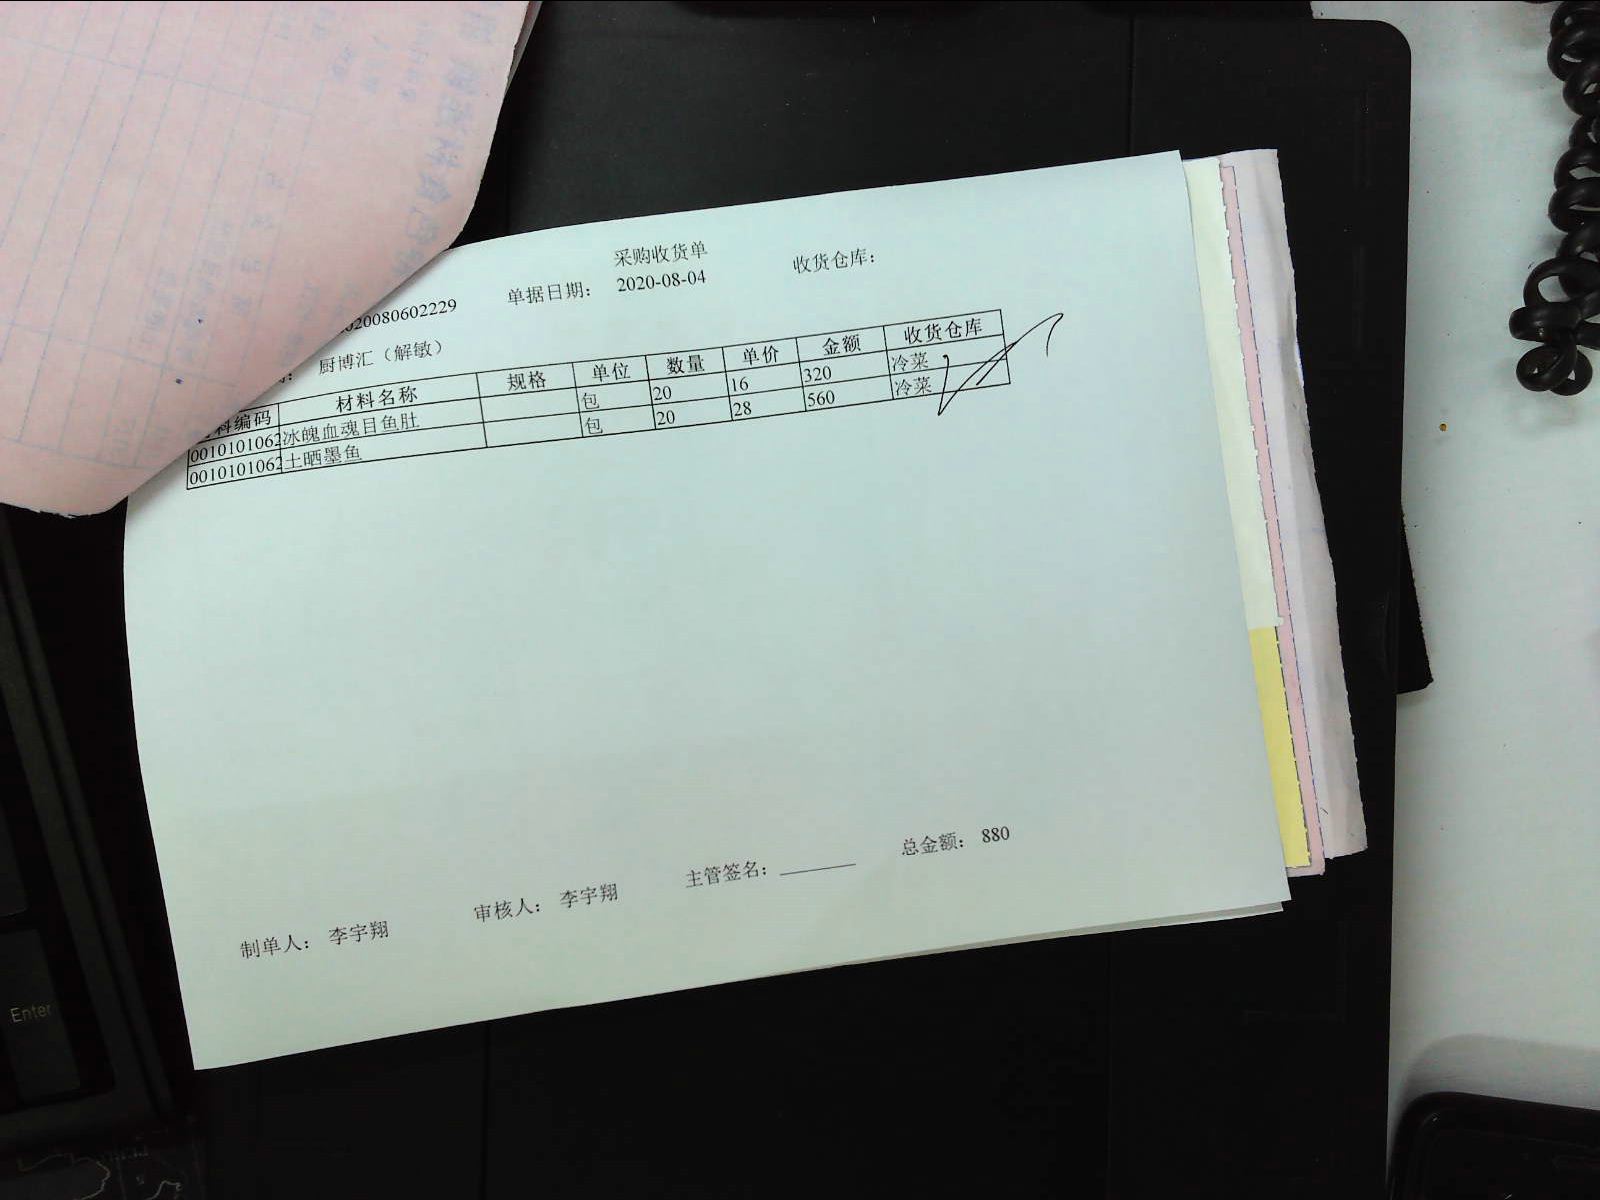 采购收货单
20080602229 单据日期： 2020-08-04 收货仓库：
厨博汇（解敏）
料编码 材料名称 规格 单位 数量 单价 金额 收货仓库
0010101062 冰魄血魂目鱼肚 包 20 16 320 冷菜
0010101062 土晒墨鱼 包 20 28 560 冷菜
制单人： 李宇翔 审核人： 李宇翔 主管签名： 总金额： 880
Enter